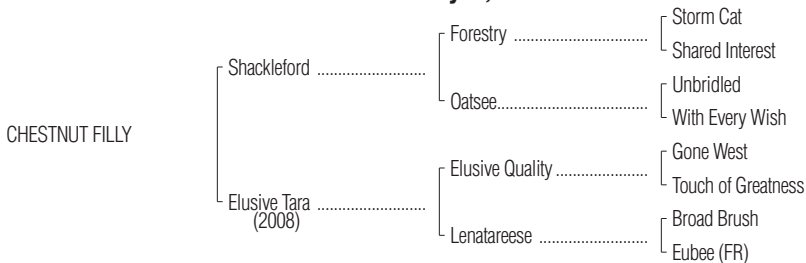 CHESTNUT FILLY
Shackleford ..........................
Elusive Tara ..........................
(2008)
Forestry ................................
Oatsee....................................
Elusive Quality ......................
Lenatareese ..........................
Storm Cat
Shared Interest
Unbridled
With Every Wish
Gone West
Touch of Greatness
Broad Brush
Eubee (FR)